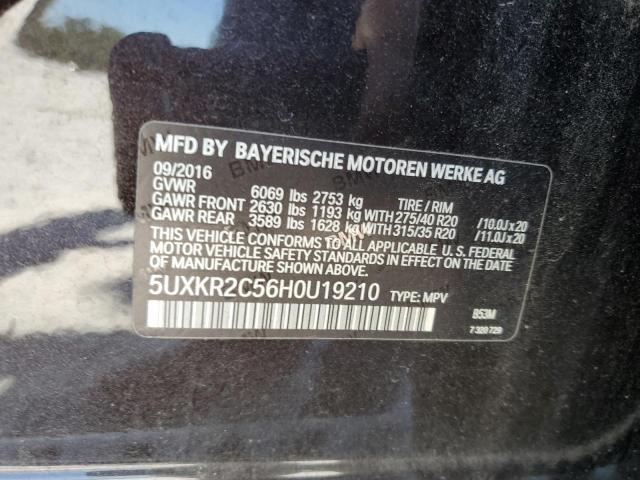 MFD BY BAYERISCHE MOTOREN WERKE AG
09/2016
GVWR 6069 lbs 2753 kg TIRE / RIM
GAWR FRONT 2630 lbs 1193 kg WITH 275/40 R20 /10.0Jx20
GAWR REAR 3589 lbs 1628 kg WITH 315/35 R20 /11.0Jx20
THIS VEHICLE CONFORMS TO ALL APPLICABLE U.S. FEDERAL
MOTOR VEHICLE SAFETY STANDARDS IN EFFECT ON THE DATE
OF MANUFACTURE SHOWN ABOVE.
5UXKR2C56H0U19210 TYPE: MPV
B53M
7 320 729